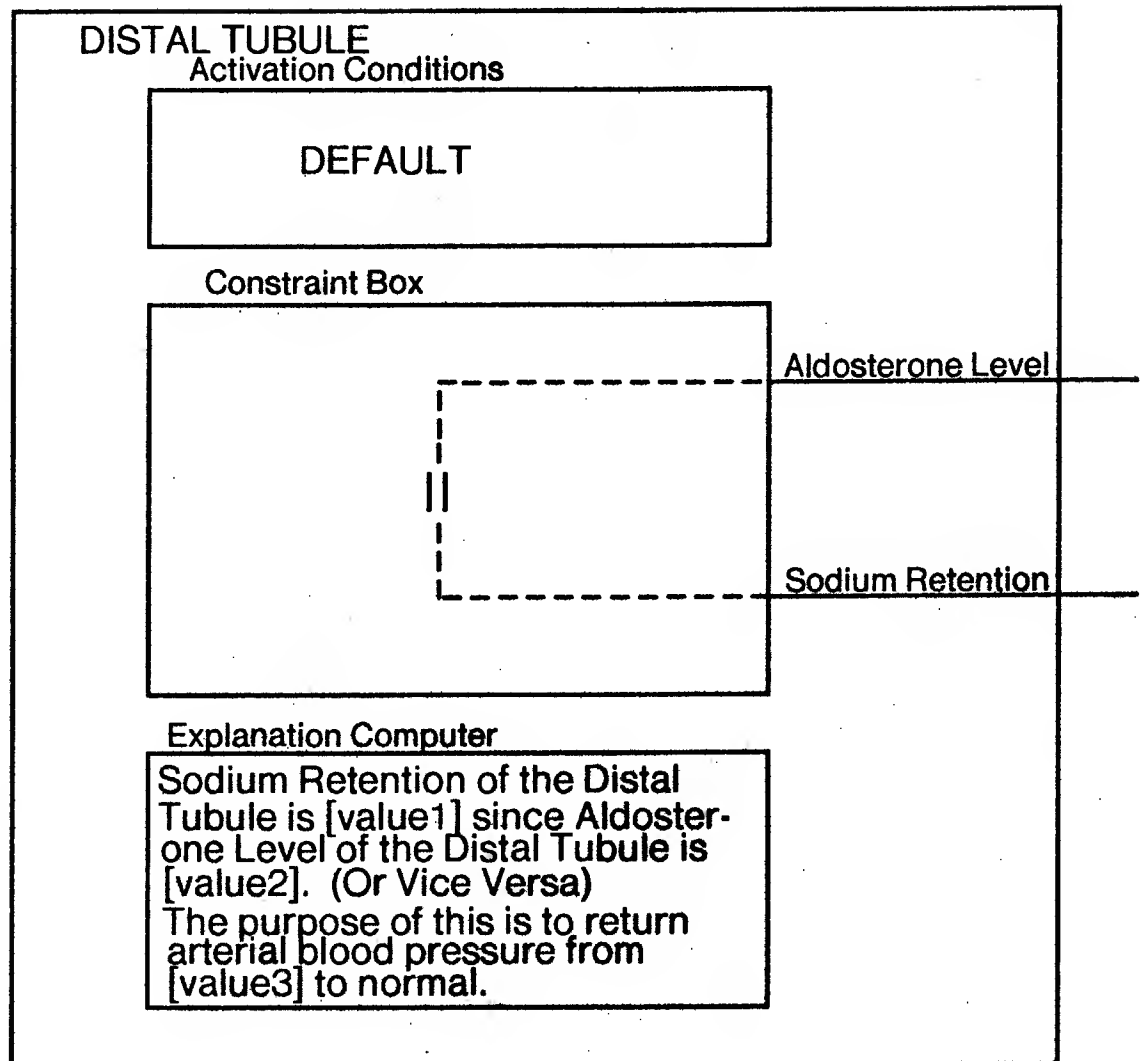 DISTAL TUBULE
Activation Conditions
DEFAULT
Constraint Box
Aldosterone Level
Sodium Retention
Explanation Computer
Sodium Retention of the Distal
Tubule is [value1] since Aldoster-
one Level of the Distal Tubule is
[value2]. (Or Vice Versa)
The purpose of this is to return
arterial blood pressure from
[value3] to normal.